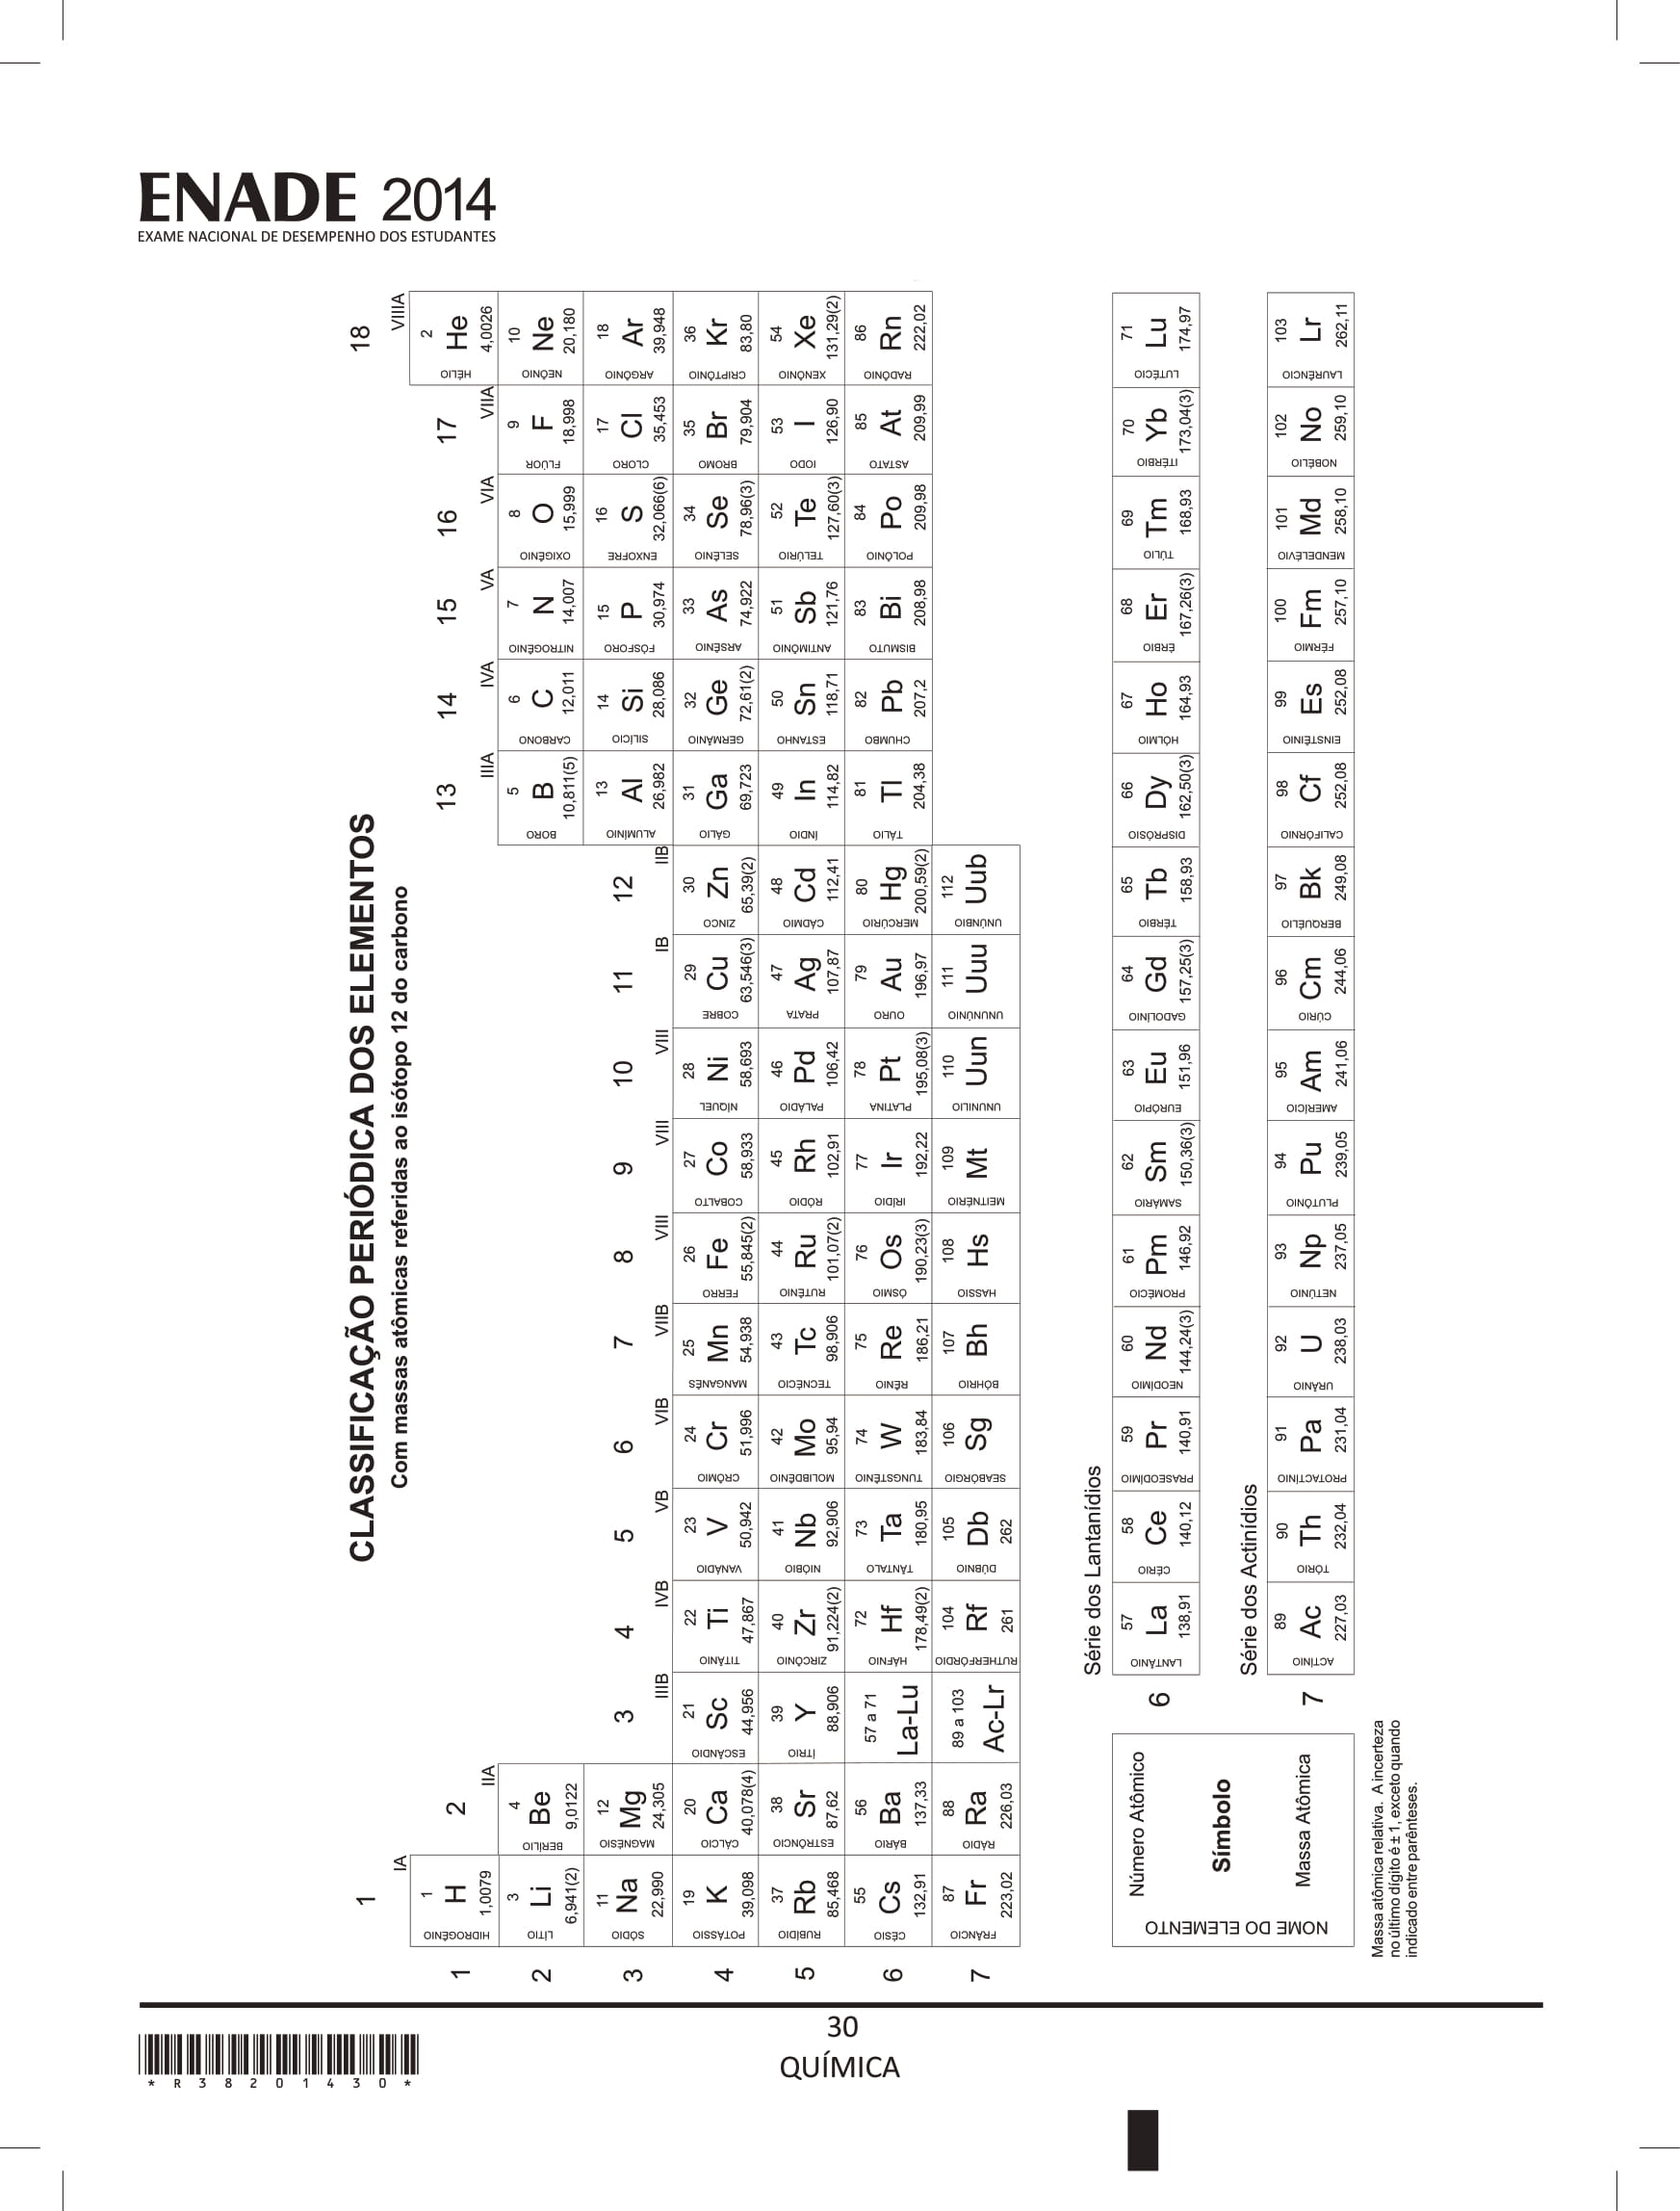 ENADE 2014
EXAME NACIONAL DE DESEMPENHO DOS ESTUDANTES
CLASSIFICAÇÃO PERIÓDICA DOS ELEMENTOS
Com massas atômicas referidas ao isótopo 12 do carbono
1 2 3 4 5 6 7 8 9 10 11 12 13 14 15 16 17 18
IA IIA IIIB IVB VB VIB VIIB VIII VIII VIII IB IIB IIIA IVA VA VIA VIIA VIIIA
1
HIDROGÊNIO 1 H 1,0079
HÉLIO 2 He 4,0026
2
LÍTIO 3 Li 6,941(2)
BERÍLIO 4 Be 9,0122
BORO 5 B 10,811(5)
CARBONO 6 C 12,011
NITROGÊNIO 7 N 14,007
OXIGÊNIO 8 O 15,999
FLÚOR 9 F 18,998
NEÔNIO 10 Ne 20,180
3
SÓDIO 11 Na 22,990
MAGNÉSIO 12 Mg 24,305
ALUMÍNIO 13 Al 26,982
SILÍCIO 14 Si 28,086
FÓSFORO 15 P 30,974
ENXOFRE 16 S 32,066(6)
CLORO 17 Cl 35,453
ARGÔNIO 18 Ar 39,948
4
POTÁSSIO 19 K 39,098
CÁLCIO 20 Ca 40,078(4)
ESCÂNDIO 21 Sc 44,956
TITÂNIO 22 Ti 47,867
VANÁDIO 23 V 50,942
CRÔMIO 24 Cr 51,996
MANGANÊS 25 Mn 54,938
FERRO 26 Fe 55,845(2)
COBALTO 27 Co 58,933
NÍQUEL 28 Ni 58,693
COBRE 29 Cu 63,546(3)
ZINCO 30 Zn 65,39(2)
GÁLIO 31 Ga 69,723
GERMÂNIO 32 Ge 72,61(2)
ARSÊNIO 33 As 74,922
SELÊNIO 34 Se 78,96(3)
BROMO 35 Br 79,904
CRIPTÔNIO 36 Kr 83,80
5
RUBÍDIO 37 Rb 85,468
ESTRÔNCIO 38 Sr 87,62
ÍTRIO 39 Y 88,906
ZIRCÔNIO 40 Zr 91,224(2)
NIÓBIO 41 Nb 92,906
MOLIBDÊNIO 42 Mo 95,94
TECNÉCIO 43 Tc 98,906
RUTÊNIO 44 Ru 101,07(2)
RÓDIO 45 Rh 102,91
PALÁDIO 46 Pd 106,42
PRATA 47 Ag 107,87
CÁDMIO 48 Cd 112,41
ÍNDIO 49 In 114,82
ESTANHO 50 Sn 118,71
ANTIMÔNIO 51 Sb 121,76
TELÚRIO 52 Te 127,60(3)
IODO 53 I 126,90
XENÔNIO 54 Xe 131,29(2)
6
CÉSIO 55 Cs 132,91
BÁRIO 56 Ba 137,33
57 a 71 La-Lu
HÁFNIO 72 Hf 178,49(2)
TÂNTALO 73 Ta 180,95
TUNGSTÊNIO 74 W 183,84
RÊNIO 75 Re 186,21
ÓSMIO 76 Os 190,23(3)
IRÍDIO 77 Ir 192,22
PLATINA 78 Pt 195,08(3)
OURO 79 Au 196,97
MERCÚRIO 80 Hg 200,59(2)
TÁLIO 81 Tl 204,38
CHUMBO 82 Pb 207,2
BISMUTO 83 Bi 208,98
POLÔNIO 84 Po 209,98
ASTATO 85 At 209,99
RADÔNIO 86 Rn 222,02
7
FRÂNCIO 87 Fr 223,02
RÁDIO 88 Ra 226,03
89 a 103 Ac-Lr
RUTHERFÓRDIO 104 Rf 261
DÚBNIO 105 Db 262
SEABÓRGIO 106 Sg
BÓHRIO 107 Bh
HASSIO 108 Hs
MEITNÉRIO 109 Mt
UNUNILIO 110 Uun
UNUNÚNIO 111 Uuu
UNÚNBIO 112 Uub
Série dos Lantanídios
6
LANTÂNIO 57 La 138,91
CÉRIO 58 Ce 140,12
PRASEODÍMIO 59 Pr 140,91
NEODÍMIO 60 Nd 144,24(3)
PROMÉCIO 61 Pm 146,92
SAMÁRIO 62 Sm 150,36(3)
EURÓPIO 63 Eu 151,96
GADOLÍNIO 64 Gd 157,25(3)
TÉRBIO 65 Tb 158,93
DISPRÓSIO 66 Dy 162,50(3)
HÓLMIO 67 Ho 164,93
ÉRBIO 68 Er 167,26(3)
TÚLIO 69 Tm 168,93
ITÉRBIO 70 Yb 173,04(3)
LUTÉCIO 71 Lu 174,97
Série dos Actinídios
7
ACTÍNIO 89 Ac 227,03
TÓRIO 90 Th 232,04
PROTACTÍNIO 91 Pa 231,04
URÂNIO 92 U 238,03
NETÚNIO 93 Np 237,05
PLUTÔNIO 94 Pu 239,05
AMERÍCIO 95 Am 241,06
CÚRIO 96 Cm 244,06
BERQUÉLIO 97 Bk 249,08
CALIFÓRNIO 98 Cf 252,08
EINSTÊINIO 99 Es 252,08
FÉRMIO 100 Fm 257,10
MENDELÉVIO 101 Md 258,10
NOBÉLIO 102 No 259,10
LAURÊNCIO 103 Lr 262,11
NOME DO ELEMENTO
Número Atômico
Símbolo
Massa Atômica
Massa atômica relativa. A incerteza
no último dígito é ± 1, exceto quando
indicado entre parênteses.
30
QUÍMICA
* R 3 8 2 0 1 4 3 0 *